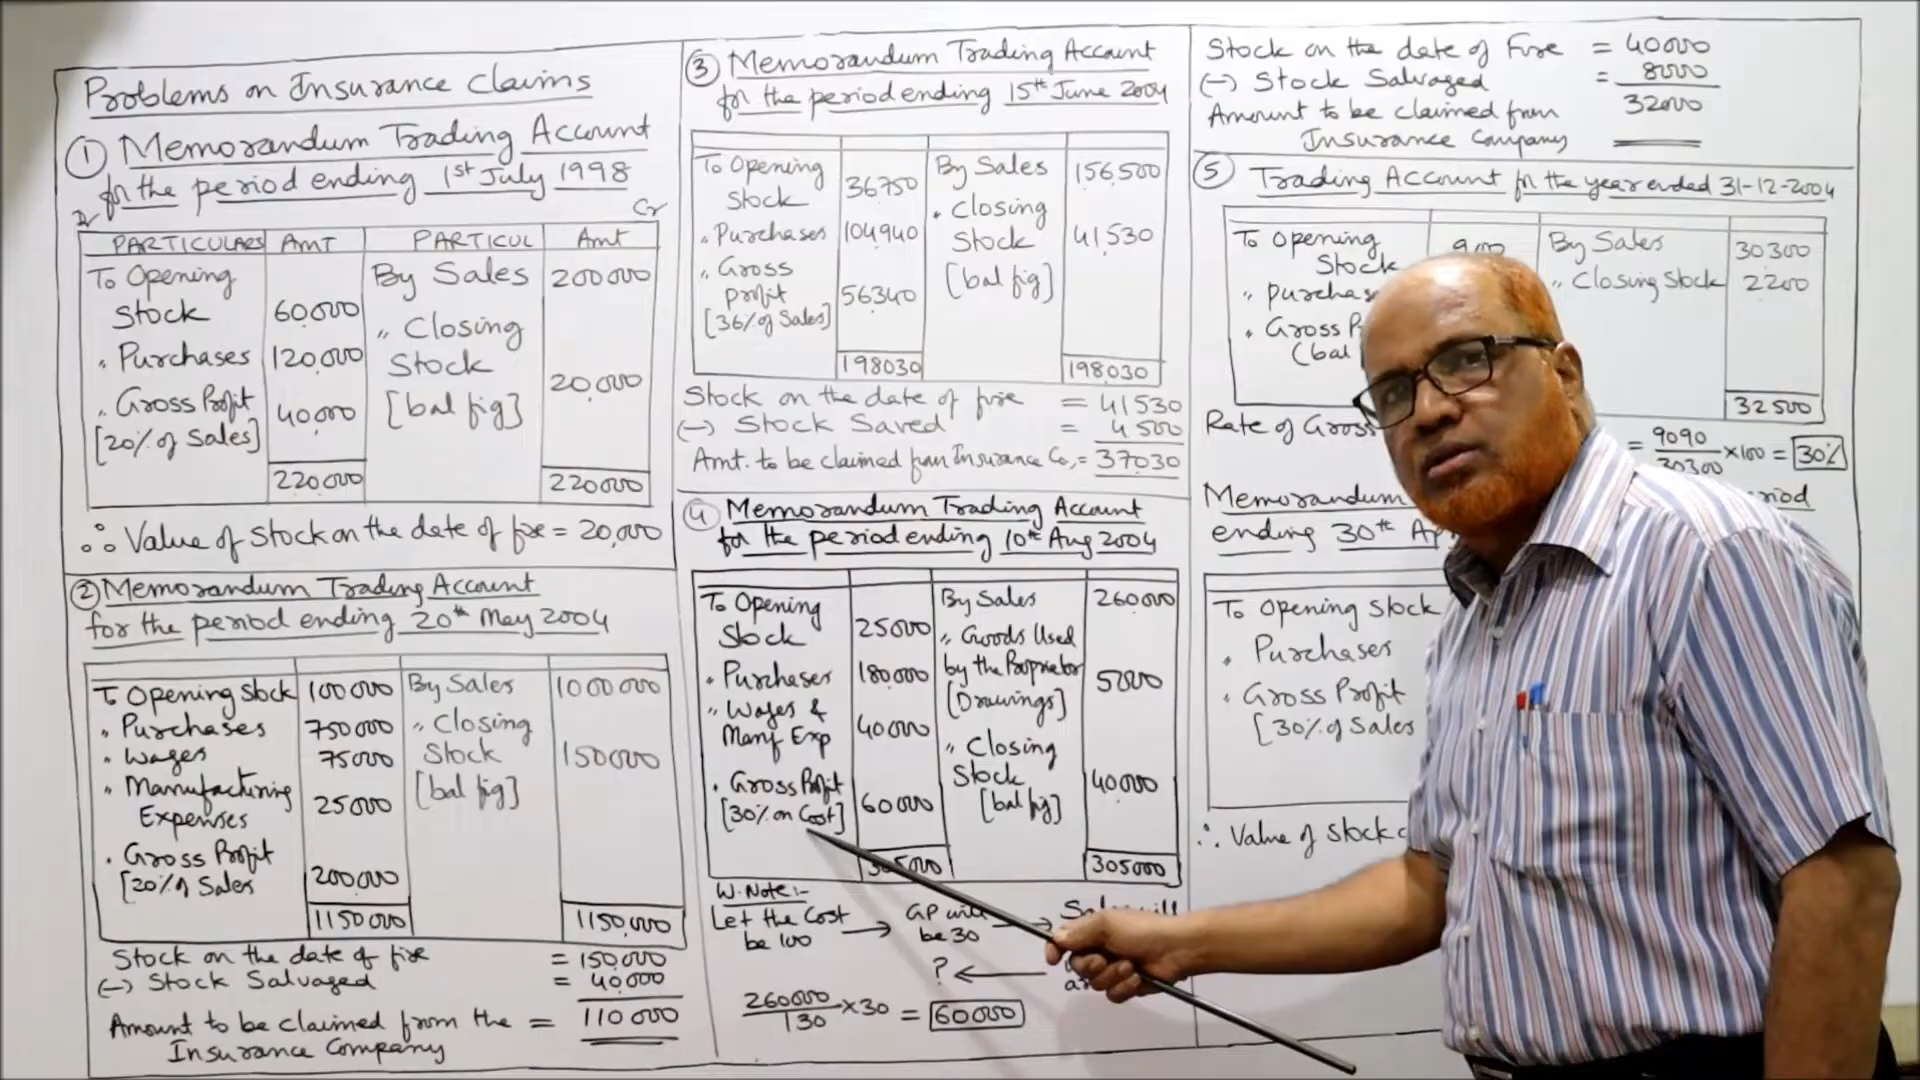 Problems on Insurance Claims
① Memorandum Trading Account
for the period ending 1st July 1998
Dr Cr
PARTICULARS AMT PARTICUL Amt
To Opening Stock 60,000 By Sales 200000
" Purchases 120,000 " Closing Stock [bal fig] 20,000
" Gross Profit 40,000
[20% of Sales]
220000 220000
∴ Value of Stock on the date of fire = 20,000
② Memorandum Trading Account
for the period ending 20th May 2004
To Opening stock 100000 By Sales 1000000
" Purchases 750000 " Closing
" Wages 75000 Stock 150000
" Manufacturing Expenses 25000 [bal fig]
" Gross Profit
[20% of Sales 200000
1150000 1150000
Stock on the date of fire = 150,000
(-) Stock Salvaged = 40,000
Amount to be claimed from the = 110000
Insurance Company
③ Memorandum Trading Account
for the period ending 15th June 2004
To Opening Stock 36750 By Sales 156,500
" Purchases 104940 " Closing Stock 41530
" Gross profit 56340 [bal fig]
[36% of Sales]
198030 198030
Stock on the date of fire = 41530
(-) Stock Saved = 4500
Amt. to be claimed from Insurance Co, = 37030
④ Memorandum Trading Account
for the period ending 10th Aug 2004
To Opening Stock 25000 By Sales 260000
" Purchases 180000 " Goods Used by the Proprietor 5000
[Drawings]
" Wages & Manf Exp 40000 " Closing Stock 40000
" Gross Profit 60000 [bal fig]
[30% on Cost]
305000 305000
W. Note:-
Let the Cost be 100 → GP will be 30 →
? ←
260000/130 × 30 = 60000
Stock on the date of Fire = 40000
(-) Stock Salvaged = 8000
Amount to be claimed from 32000
Insurance Company
⑤ Trading Account for the year ended 31-12-2004
To Opening Stock By Sales 30300
" purchas " Closing Stock 2200
" Gross P
(bal
32500
Rate of Gross = 9090/30300 × 100 = 30%
Memorandum riod
ending 30th Ap
To Opening Stock
" Purchases
" Gross Profit
[30% of Sales
∴ Value of Stock o